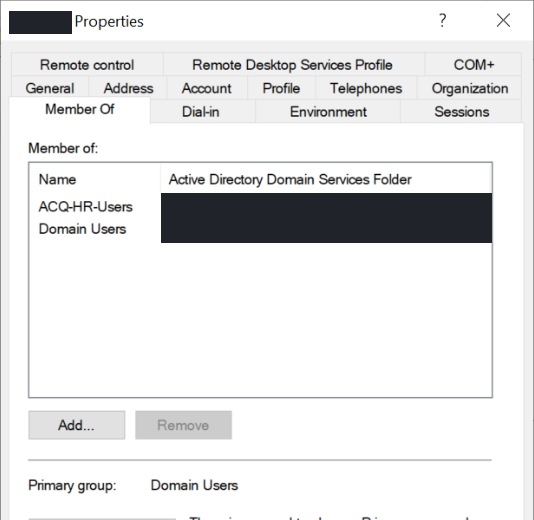 Properties ?
Remote control Remote Desktop Services Profile COM+
General Address Account Profile Telephones Organization
Member Of Dial-in Environment Sessions
Member of:
Name Active Directory Domain Services Folder
ACQ-HR-Users
Domain Users
Add... Remove
Primary group: Domain Users